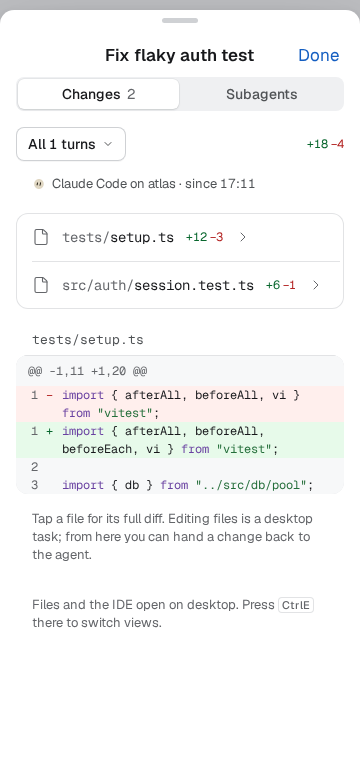 Fix flaky auth test
Done
Changes 2
Subagents
All 1 turns
+18 −4
Claude Code on atlas · since 17:11
tests/setup.ts +12 −3
src/auth/session.test.ts +6 −1
tests/setup.ts
@@ -1,11 +1,20 @@
1 − import { afterAll, beforeAll, vi }
from "vitest";
1 + import { afterAll, beforeAll,
beforeEach, vi } from "vitest";
2
3 import { db } from "../src/db/pool";
Tap a file for its full diff. Editing files is a desktop
task; from here you can hand a change back to
the agent.
Files and the IDE open on desktop. Press CtrlE
there to switch views.